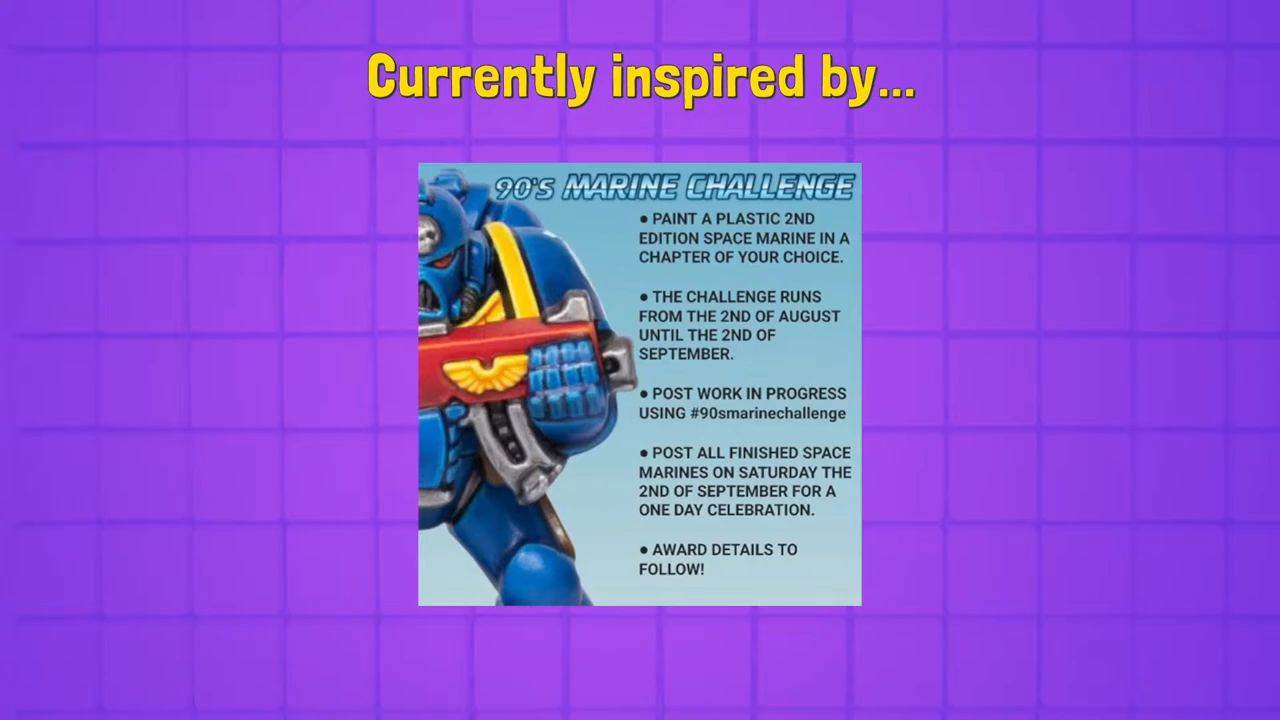 Currently inspired by...
90's MARINE CHALLENGE
● PAINT A PLASTIC 2ND
EDITION SPACE MARINE IN A
CHAPTER OF YOUR CHOICE.
● THE CHALLENGE RUNS
FROM THE 2ND OF AUGUST
UNTIL THE 2ND OF
SEPTEMBER.
● POST WORK IN PROGRESS
USING #90smarinechallenge
● POST ALL FINISHED SPACE
MARINES ON SATURDAY THE
2ND OF SEPTEMBER FOR A
ONE DAY CELEBRATION.
● AWARD DETAILS TO
FOLLOW!